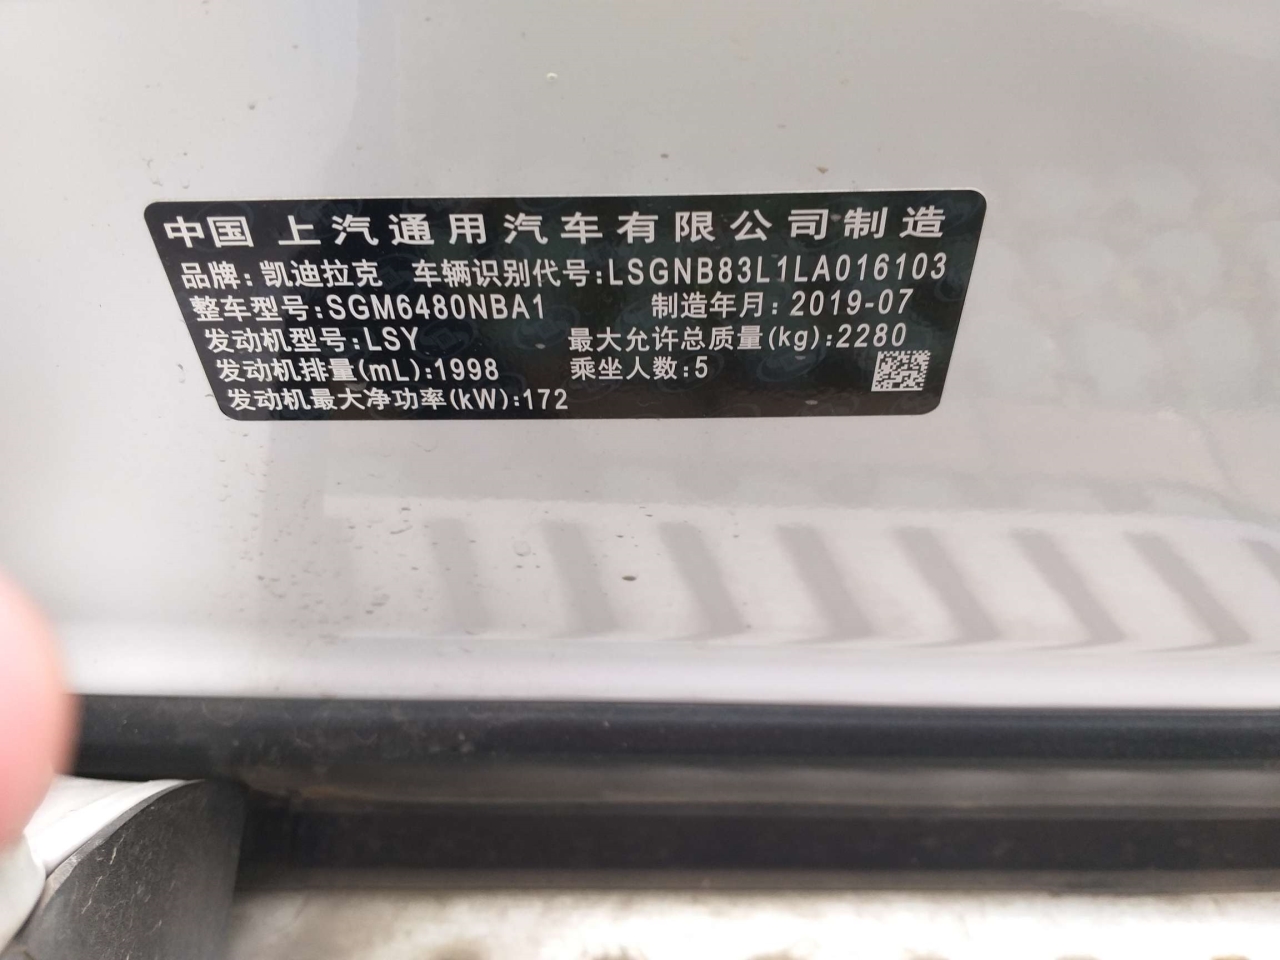 中国 上汽通用汽车有限公司制造
品牌：凯迪拉克 车辆识别代号：LSGNB83L1LA016103
整车型号：SGM6480NBA1 制造年月：2019-07
发动机型号：LSY 最大允许总质量(kg)：2280
发动机排量(mL)：1998 乘坐人数：5
发动机最大净功率(kW)：172